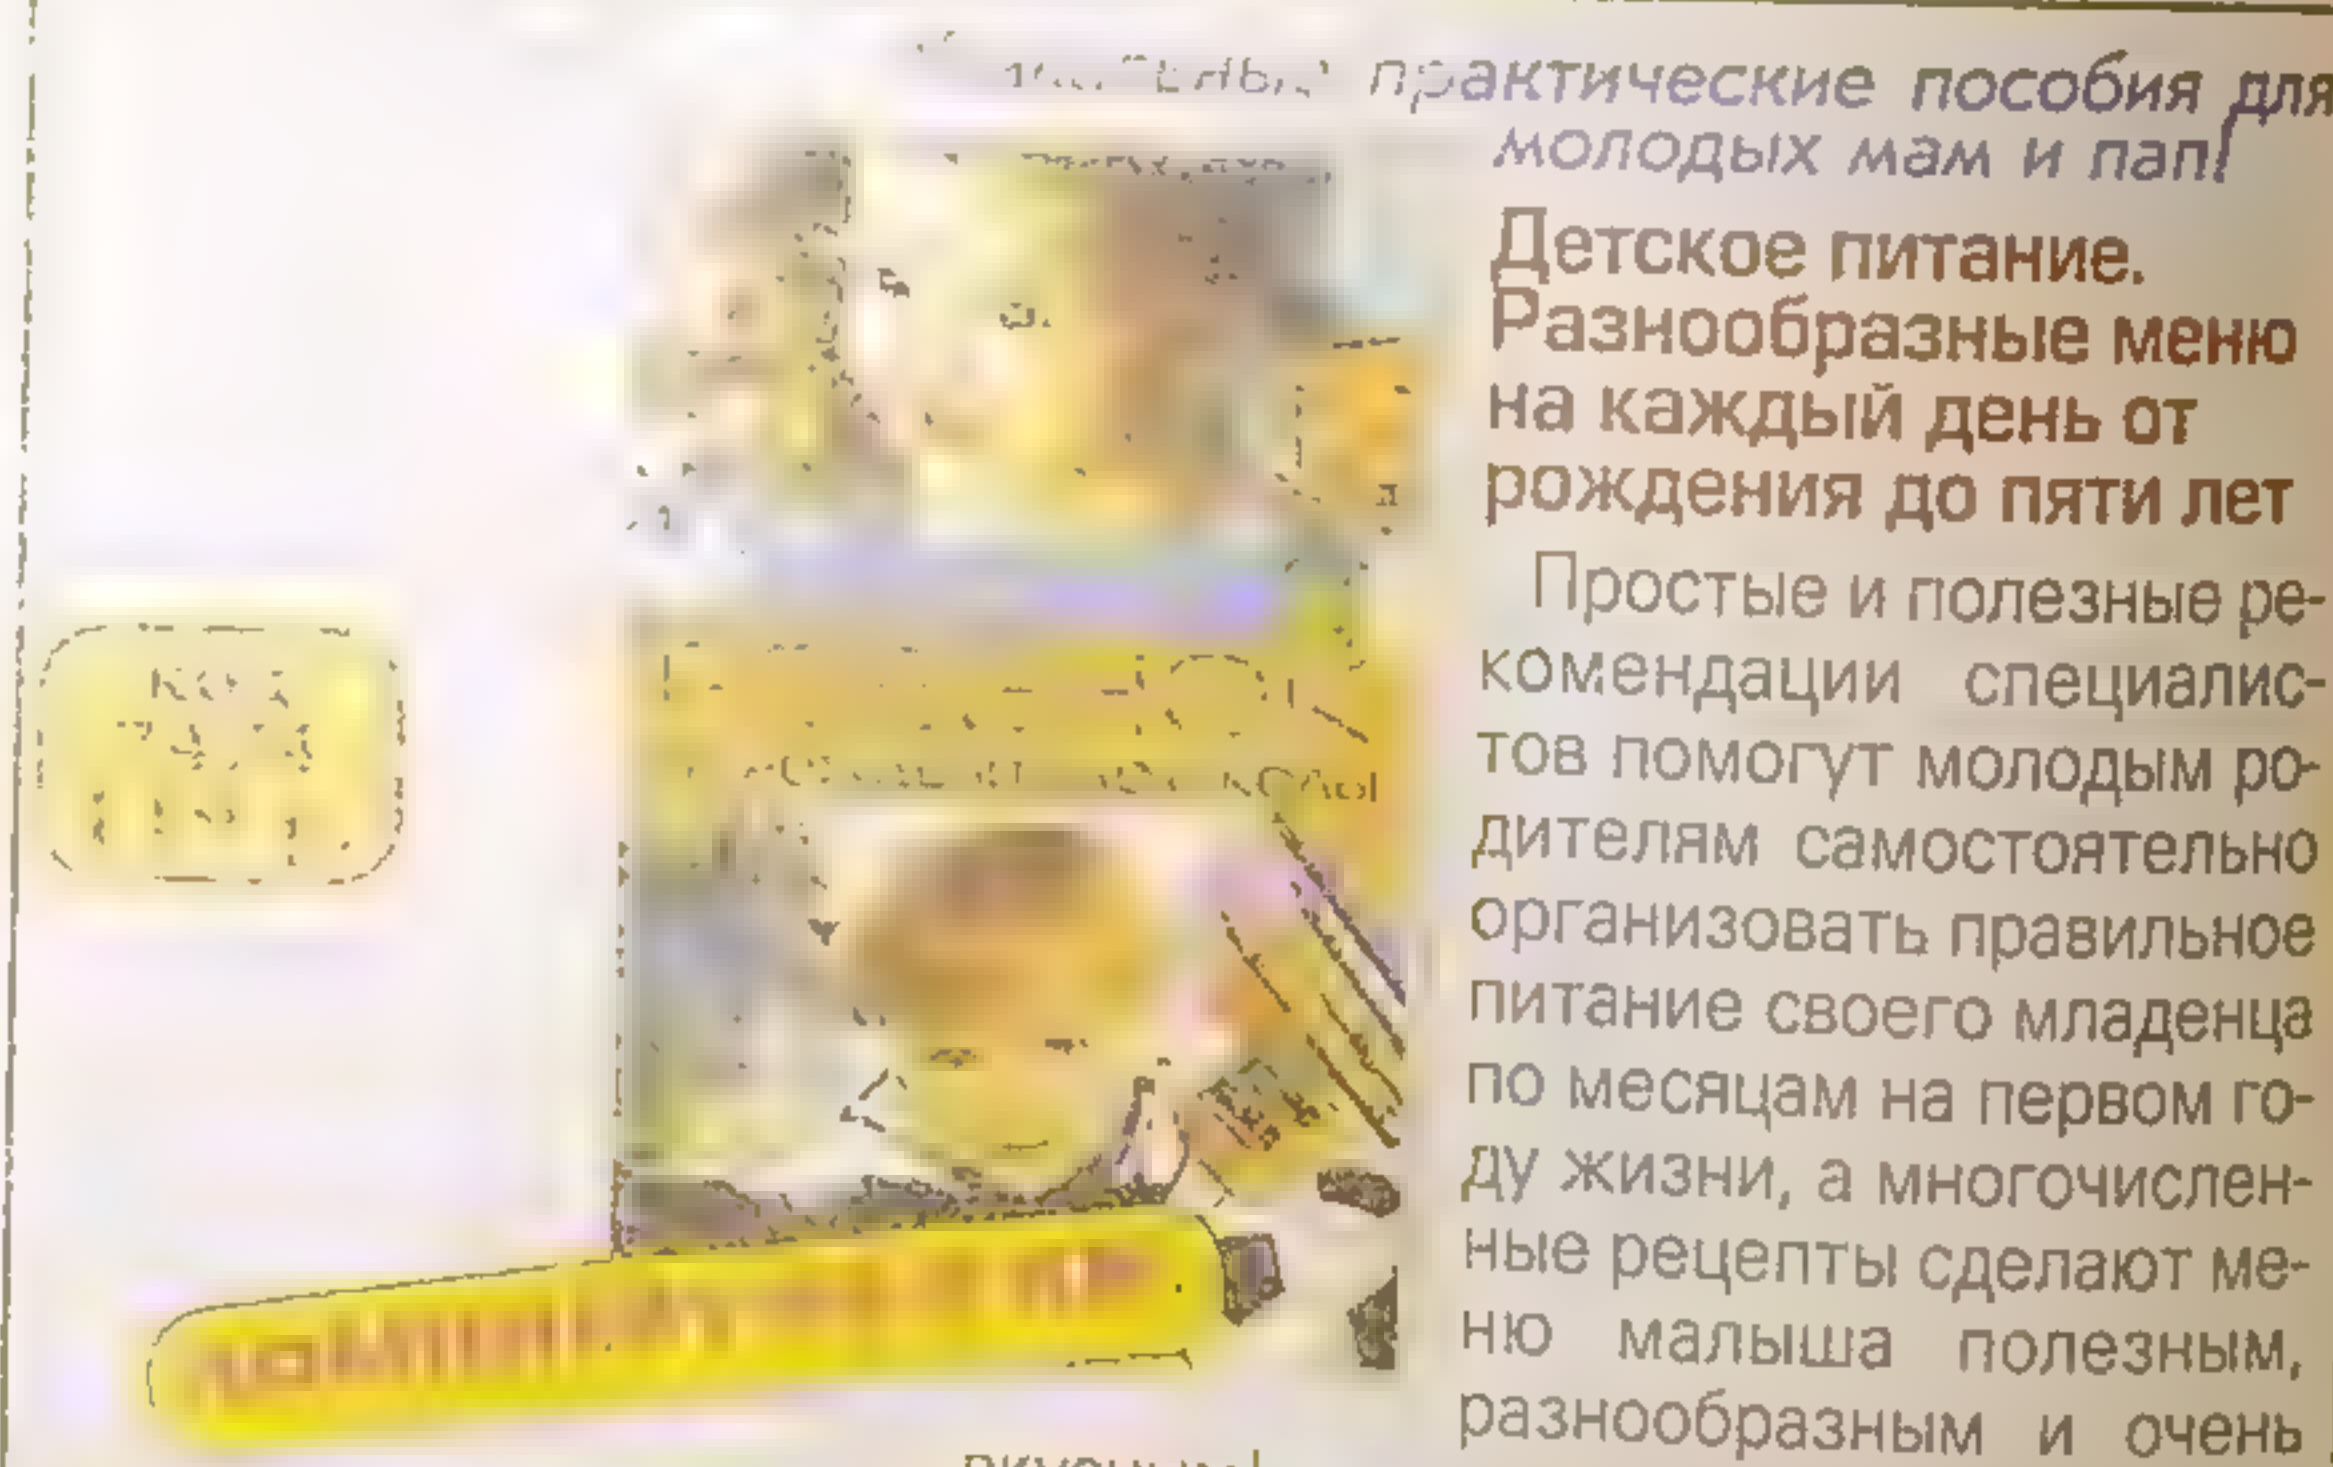 практические пособия для
молодых мам и пап!
Детское питание.
Разнообразные меню
на каждый день от
рождения до пяти лет
Простые и полезные ре-
комендации специалис-
тов помогут молодым ро-
дителям самостоятельно
организовать правильное
питание своего младенца
по месяцам на первом го-
ду жизни, а многочислен-
ные рецепты сделают ме-
ню малыша полезным,
разнообразным и очень